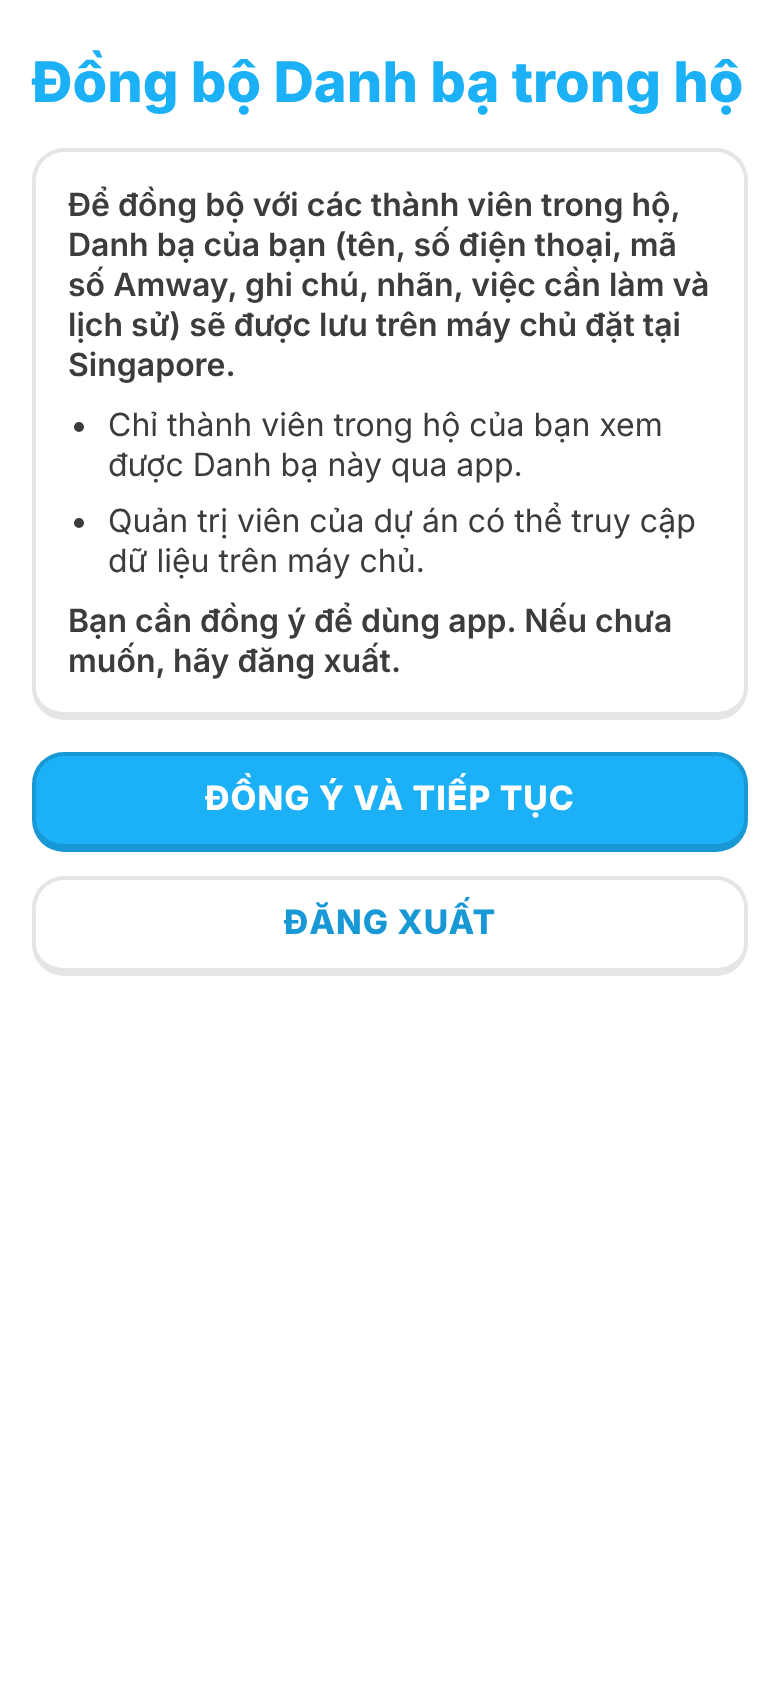 Đồng bộ Danh bạ trong hộ
Để đồng bộ với các thành viên trong hộ,
Danh bạ của bạn (tên, số điện thoại, mã
số Amway, ghi chú, nhãn, việc cần làm và
lịch sử) sẽ được lưu trên máy chủ đặt tại
Singapore.
• Chỉ thành viên trong hộ của bạn xem
được Danh bạ này qua app.
• Quản trị viên của dự án có thể truy cập
dữ liệu trên máy chủ.
Bạn cần đồng ý để dùng app. Nếu chưa
muốn, hãy đăng xuất.
ĐỒNG Ý VÀ TIẾP TỤC
ĐĂNG XUẤT